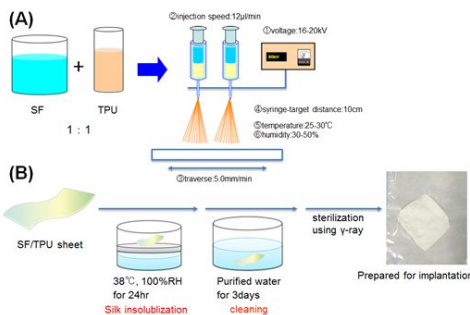 (A)
②injection speed:12μl/min
①voltage:16-20kV
SF
+
TPU
1 : 1
④syringe-target distance:10cm
⑤temperature:25-30℃
⑥humidity:30-50%
③traverse:5.0mm/min
(B)
SF/TPU sheet
38℃, 100%RH
for 24hr
Silk insolublization
Purified water
for 3days
cleaning
sterilization
using γ-ray
Prepared for implantation